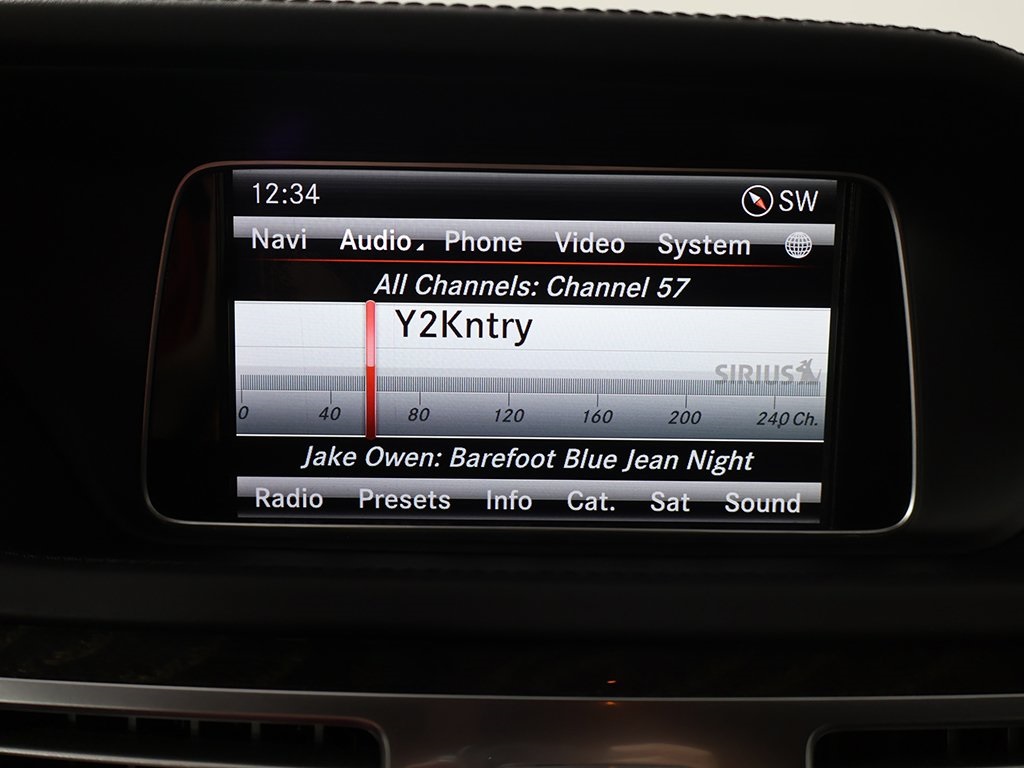 12:34 SW
Navi Audio Phone Video System
All Channels: Channel 57
Y2Kntry
SIRIUS
0 40 80 120 160 200 240 Ch.
Jake Owen: Barefoot Blue Jean Night
Radio Presets Info Cat. Sat Sound